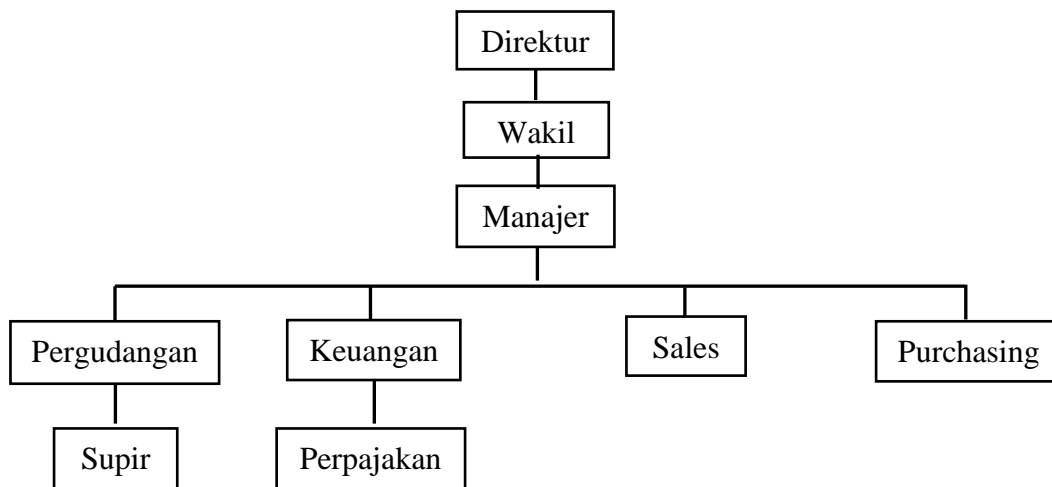 Direktur
Wakil
Manajer
Pergudangan
Keuangan
Sales
Purchasing
Supir
Perpajakan